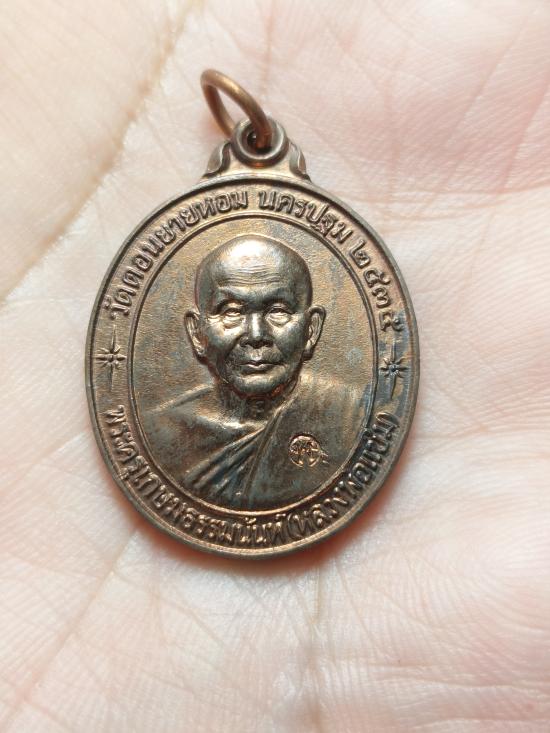 วัดดอนยายหอม นครปฐม ๒๕๓๕
พระครูเกษมธรรมนันท์(หลวงพ่อแช่ม)